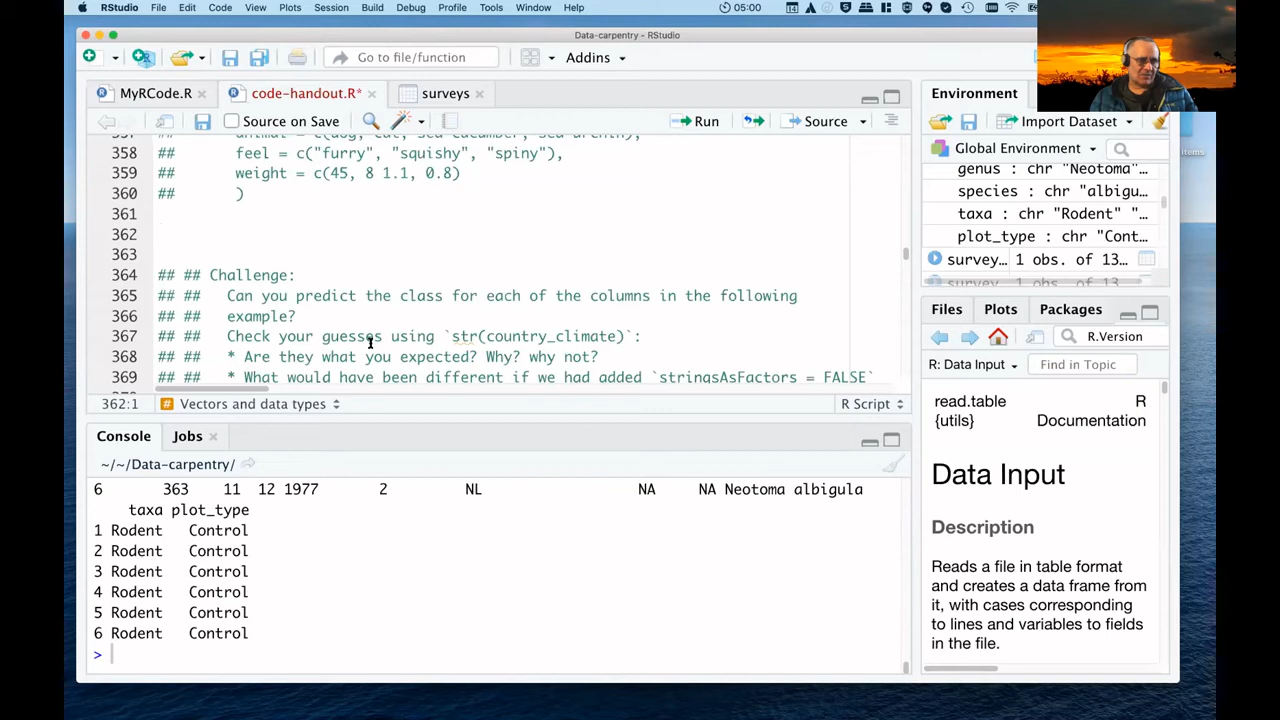 RStudio File Edit Code View Plots Session Build Debug Profile Tools Window Help 05:00
Data-carpentry - RStudio
Go to file/function Addins
MyRCode.R code-handout.R* surveys
Source on Save Run Source
358 ## feel = c("furry", "squishy", "spiny"),
359 ## weight = c(45, 8 1.1, 0.8)
360 ## )
361
362
363
364 ## ## Challenge:
365 ## ## Can you predict the class for each of the columns in the following
366 ## ## example?
367 ## ## Check your guesses using `str(country_climate)`:
368 ## ## * Are they what you expected? Why? why not?
369 ## ## * What would have been different if we had added `stringsAsFactors = FALSE`
362:1 # Vectors and data types R Script
Console Jobs
~/~/Data-carpentry/
6 363 11 12 1977 2 NL NA NA Neotoma albigula
taxa plot_type
1 Rodent Control
2 Rodent Control
3 Rodent Control
4 Rodent Control
5 Rodent Control
6 Rodent Control
>
Environment
Import Dataset
Global Environment
genus : chr "Neotoma"…
species : chr "albigu…
taxa : chr "Rodent" "…
plot_type : chr "Cont…
survey… 1 obs. of 13…
Files Plots Packages
R.Version
R: Data Input Find in Topic
ead.table R
utils} Documentation
Data Input
Description
Reads a file in table format
nd creates a data frame from
with cases corresponding
to lines and variables to fields
in the file.
items